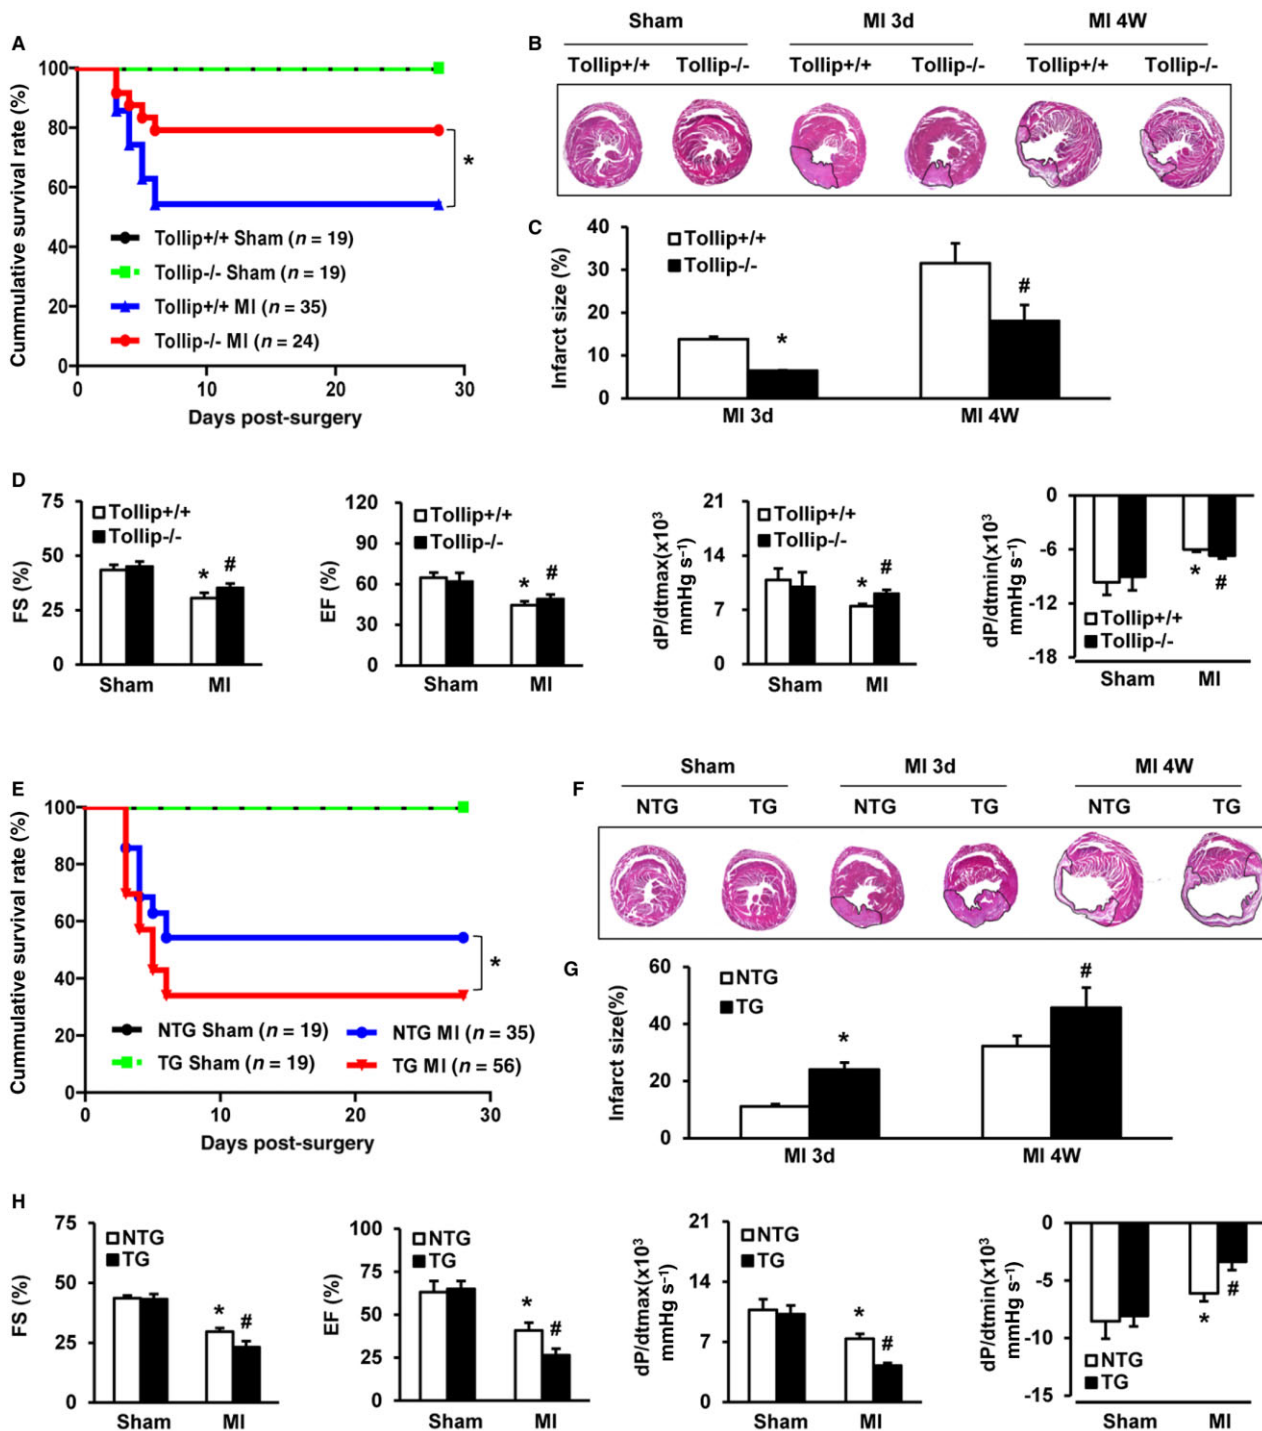 A
Cummulative survival rate (%)
100
80
60
40
20
0
0 10 20 30
Days post-surgery
*
Tollip+/+ Sham (n = 19)
Tollip-/- Sham (n = 19)
Tollip+/+ MI (n = 35)
Tollip-/- MI (n = 24)
B
Sham MI 3d MI 4W
Tollip+/+ Tollip-/- Tollip+/+ Tollip-/- Tollip+/+ Tollip-/-
C
Infarct size (%)
40
30
20
10
0
Tollip+/+
Tollip-/-
* #
MI 3d MI 4W
D
FS (%)
75
50
25
0
Tollip+/+
Tollip-/-
* #
Sham MI
EF (%)
120
90
60
30
0
Tollip+/+
Tollip-/-
* #
Sham MI
dP/dtmax(x10³
mmHg s⁻¹)
21
14
7
0
Tollip+/+
Tollip-/-
* #
Sham MI
dP/dtmin(x10³
mmHg s⁻¹)
0
-6
-12
-18
* #
Tollip+/+
Tollip-/-
Sham MI
E
Cummulative survival rate (%)
100
80
60
40
20
0
0 10 20 30
Days post-surgery
*
NTG Sham (n = 19) NTG MI (n = 35)
TG Sham (n = 19) TG MI (n = 56)
F
Sham MI 3d MI 4W
NTG TG NTG TG NTG TG
G
Infarct size(%)
60
40
20
0
NTG
TG
* #
MI 3d MI 4W
H
FS (%)
75
50
25
0
NTG
TG
* #
Sham MI
EF (%)
100
75
50
25
0
NTG
TG
* #
Sham MI
dP/dtmax(x10³
mmHg s⁻¹)
21
14
7
0
NTG
TG
* #
Sham MI
dP/dtmin(x10³
mmHg s⁻¹)
0
-5
-10
-15
* #
NTG
TG
Sham MI